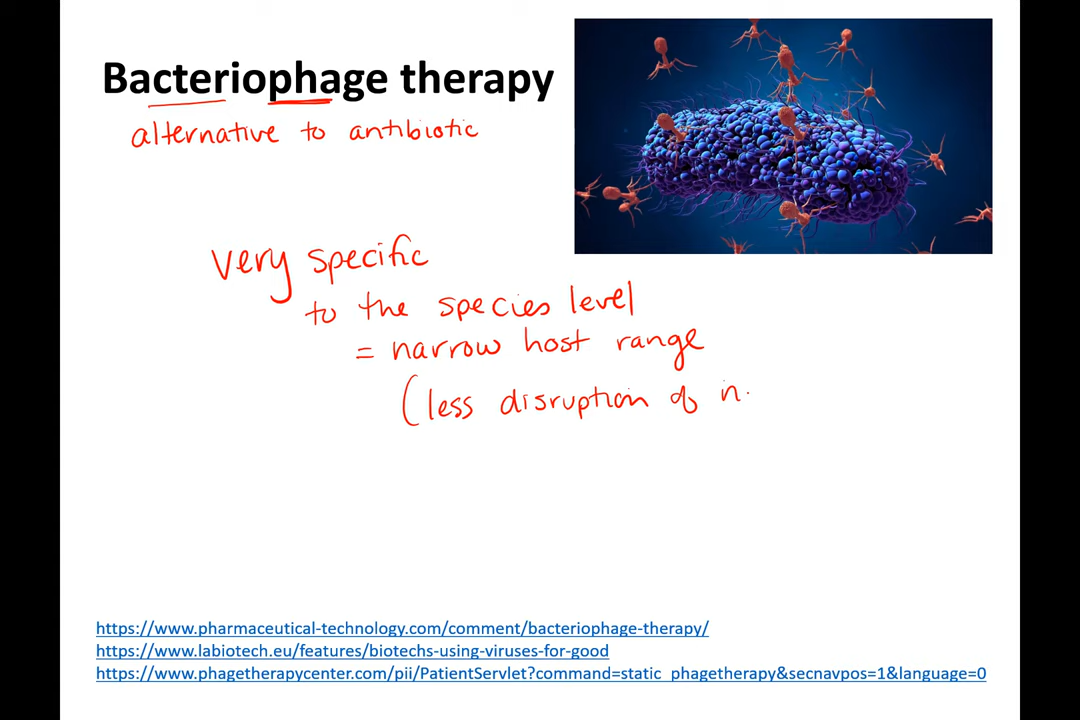 Bacteriophage therapy
alternative to antibiotic
very specific
to the species level
= narrow host range
(less disruption of
https://www.pharmaceutical-technology.com/comment/bacteriophage-therapy/
https://www.labiotech.eu/features/biotechs-using-viruses-for-good
https://www.phagetherapycenter.com/pii/PatientServlet?command=static_phagetherapy&secnavpos=1&language=0